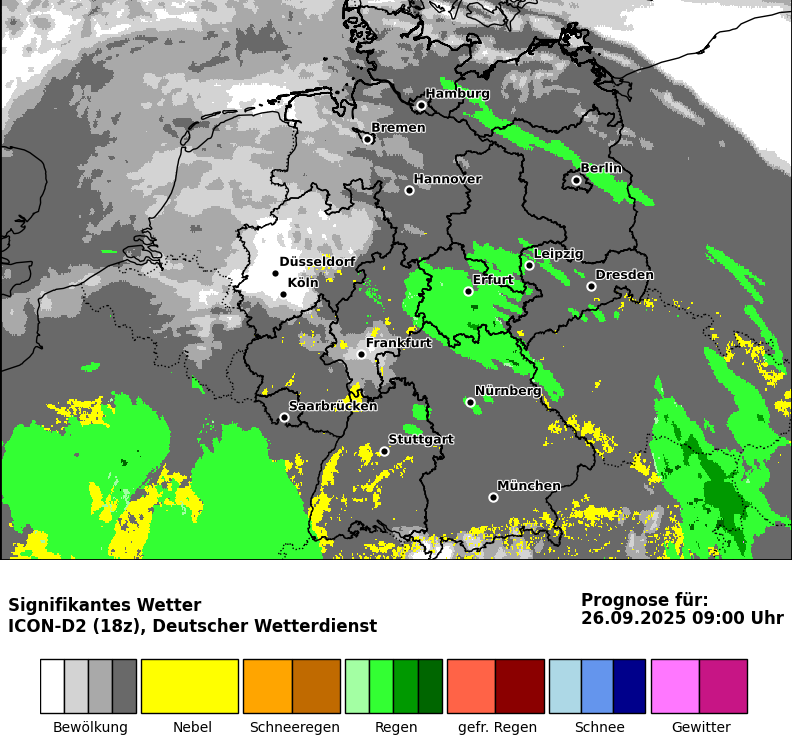 Hamburg
Bremen
Berlin
Hannover
Düsseldorf
Leipzig
Köln
Erfurt
Dresden
Frankfurt
Nürnberg
Saarbrücken
Stuttgart
München
Signifikantes Wetter
ICON-D2 (18z), Deutscher Wetterdienst
Prognose für:
26.09.2025 09:00 Uhr
Bewölkung
Nebel
Schneeregen
Regen
gefr. Regen
Schnee
Gewitter